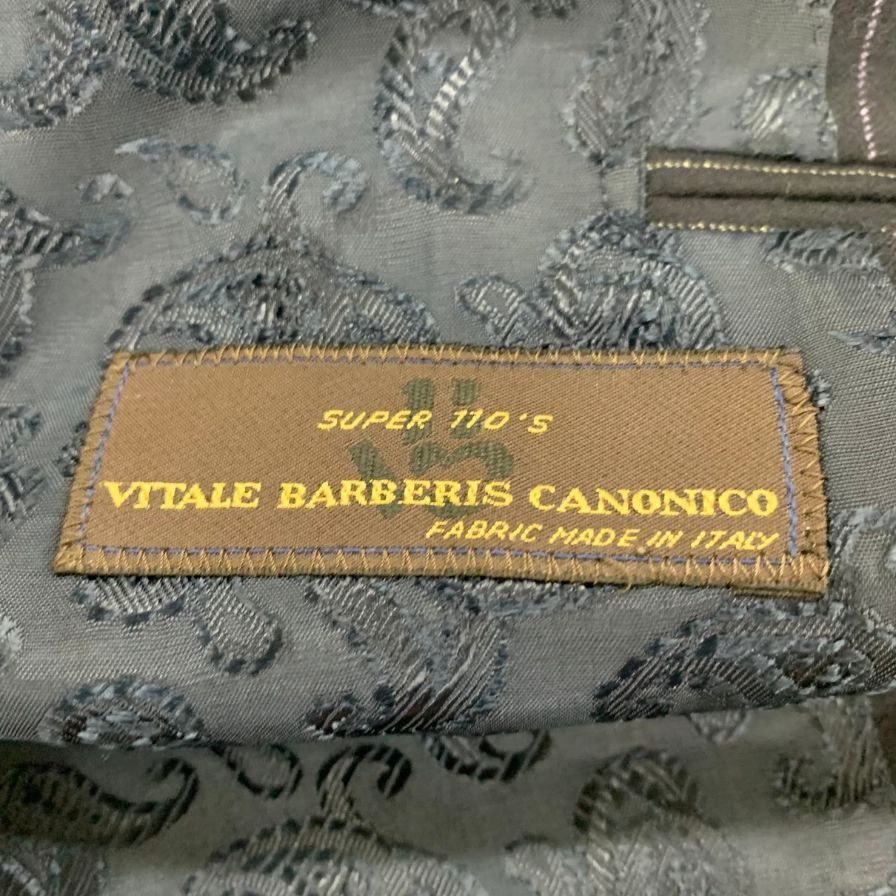 SUPER 110'S
VITALE BARBERIS CANONICO
FABRIC MADE IN ITALY